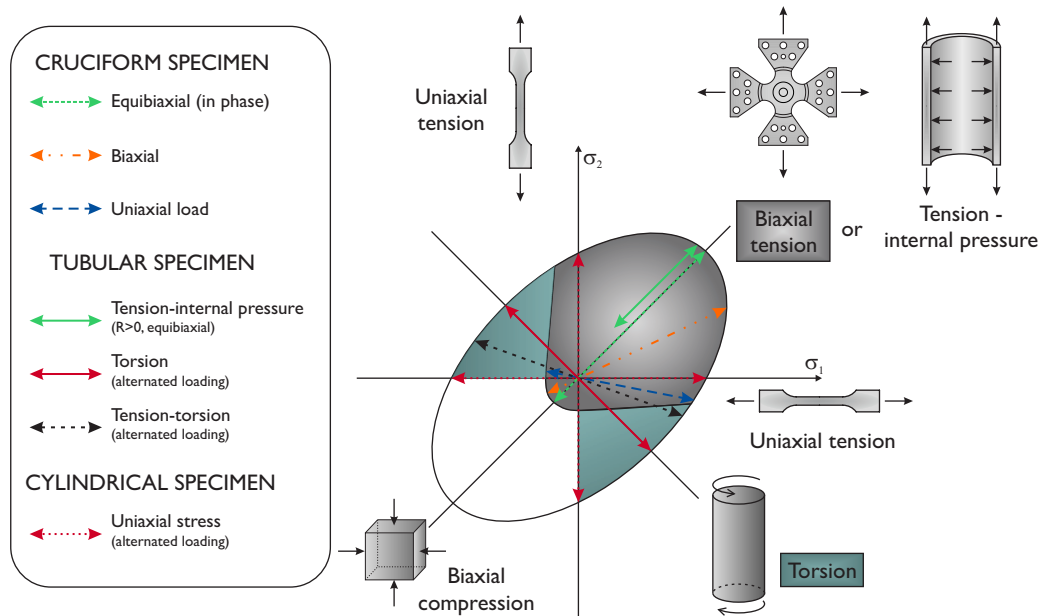 CRUCIFORM SPECIMEN
Equibiaxial (in phase)
Biaxial
Uniaxial load
TUBULAR SPECIMEN
Tension-internal pressure
(R>0, equibiaxial)
Torsion
(alternated loading)
Tension-torsion
(alternated loading)
CYLINDRICAL SPECIMEN
Uniaxial stress
(alternated loading)
Uniaxial
tension
σ2
Biaxial
tension
or
Tension -
internal pressure
σ1
Uniaxial tension
Biaxial
compression
Torsion